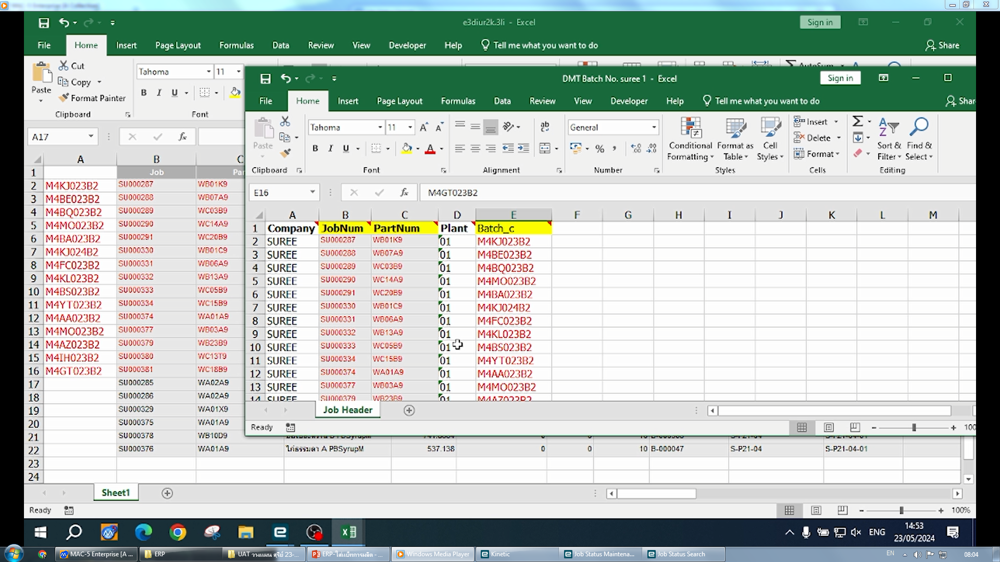 e3diur2k.3li - Excel
Sign in
File Home Insert Page Layout Formulas Data Review View Developer Help Tell me what you want to do Share
Cut
Copy
Format Painter
Paste
Clipboard
Tahoma 11
B I U
Font
A17
A B C
1 Job
2 M4KJ023B2 SU000287 WB01K9
3 M4BE023B2 SU000288 WB07A9
4 M4BQ023B2 SU000289 WC03B9
5 M4MO023B2 SU000290 WC14A9
6 M4BA023B2 SU000291 WC20B9
7 M4KJ024B2 SU000330 WB01C9
8 M4FC023B2 SU000331 WB06A9
9 M4KL023B2 SU000332 WB13A9
10 M4BS023B2 SU000333 WC05B9
11 M4YT023B2 SU000334 WC15B9
12 M4AA023B2 SU000374 WA01A9
13 M4MO023B2 SU000377 WB03A9
14 M4AZ023B2 SU000379 WB23B9
15 M4IH023B2 SU000380 WC13T9
16 M4GT023B2 SU000381 WC18B9
17 SU000285 WA02A9
18 SU000286 WA02A9
19 SU000329 WA01X9
20 SU000375 WA01A9
21 SU000378 WB10D9
22 SU000376 WA01A9 ไก่ธรรมดา A PBSyrupM 537.138 0 0 10 B-000047 S-P21-04 S-P21-04-01
23
24
Sheet1
Ready
100%
DMT Batch No. suree 1 - Excel
Sign in
File Home Insert Page Layout Formulas Data Review View Developer Help Tell me what you want to do Shar
Paste
Clipboard
Tahoma 11
B I U
Font
Alignment
General
Number
Conditional Formatting
Format as Table
Cell Styles
Styles
Insert
Delete
Format
Cells
Sort & Filter
Find & Select
Editing
E16 M4GT023B2
A B C D E F G H I J K L M
1 Company JobNum PartNum Plant Batch_c
2 SUREE SU000287 WB01K9 01 M4KJ023B2
3 SUREE SU000288 WB07A9 01 M4BE023B2
4 SUREE SU000289 WC03B9 01 M4BQ023B2
5 SUREE SU000290 WC14A9 01 M4MO023B2
6 SUREE SU000291 WC20B9 01 M4BA023B2
7 SUREE SU000330 WB01C9 01 M4KJ024B2
8 SUREE SU000331 WB06A9 01 M4FC023B2
9 SUREE SU000332 WB13A9 01 M4KL023B2
10 SUREE SU000333 WC05B9 01 M4BS023B2
11 SUREE SU000334 WC15B9 01 M4YT023B2
12 SUREE SU000374 WA01A9 01 M4AA023B2
13 SUREE SU000377 WB03A9 01 M4MO023B2
14 SUREE SU000379 WB23B9 01 M4AZ023B2
Job Header
Ready
100
ENG
14:53
23/05/2024
MAC-5 Enterprise [A ...
ERP
UAT วางแผน สุรีย์ 23-...
ERP-ใส่แบ็ทการผลิต - ...
Windows Media Player
Kinetic
Job Status Maintena...
Job Status Search
EN
08:04